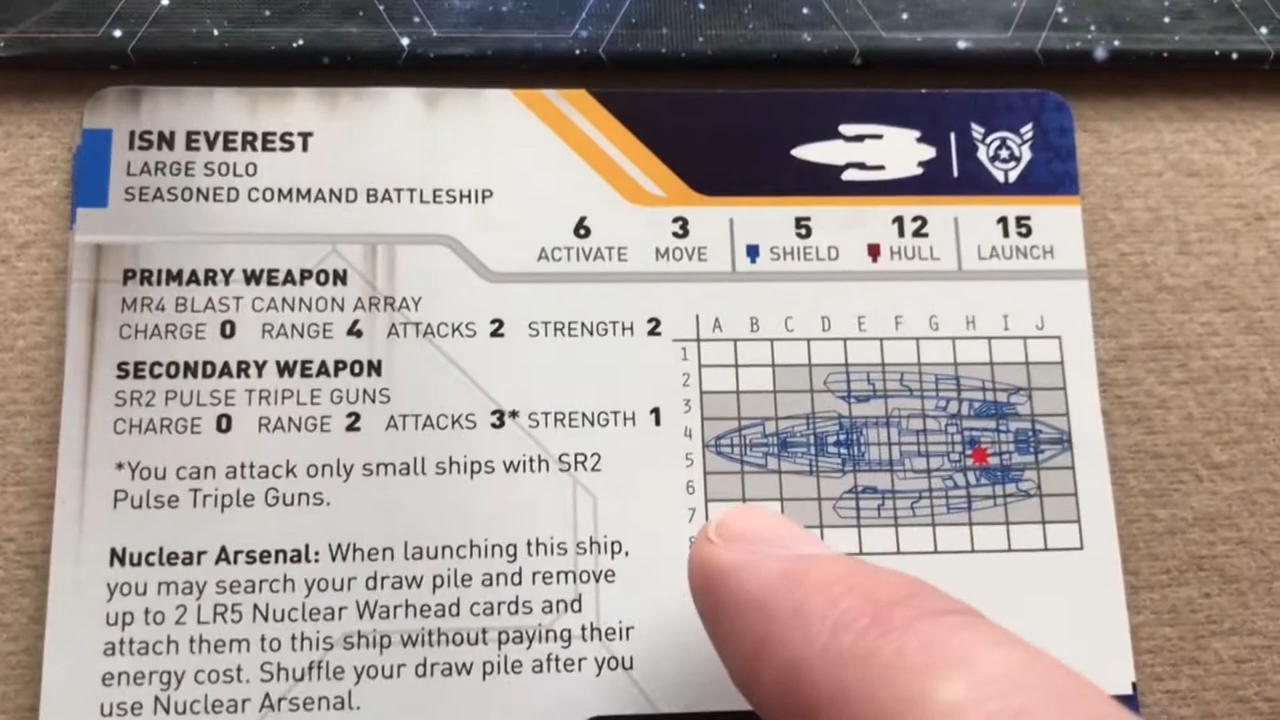 ISN EVEREST
LARGE SOLO
SEASONED COMMAND BATTLESHIP
6 3 5 12 15
ACTIVATE MOVE SHIELD HULL LAUNCH
PRIMARY WEAPON
MR4 BLAST CANNON ARRAY
CHARGE 0 RANGE 4 ATTACKS 2 STRENGTH 2
SECONDARY WEAPON
SR2 PULSE TRIPLE GUNS
CHARGE 0 RANGE 2 ATTACKS 3* STRENGTH 1
*You can attack only small ships with SR2
Pulse Triple Guns.
Nuclear Arsenal: When launching this ship,
you may search your draw pile and remove
up to 2 LR5 Nuclear Warhead cards and
attach them to this ship without paying their
energy cost. Shuffle your draw pile after you
use Nuclear Arsenal.
A B C D E F G H I J
1
2
3
4
5
6
7